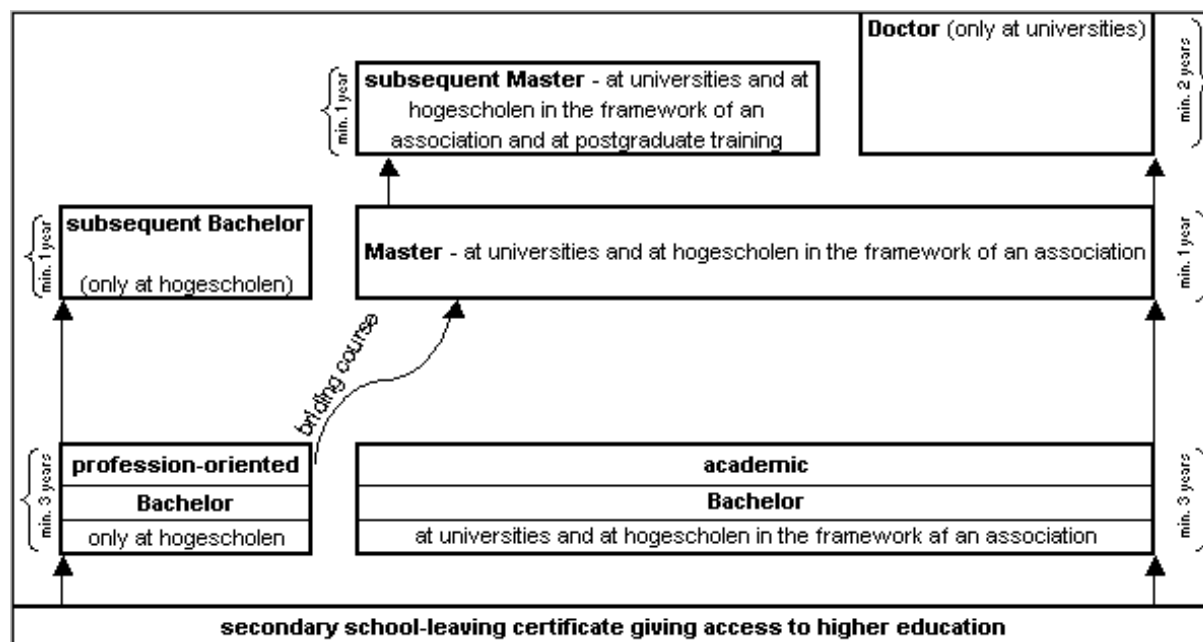 Doctor (only at universities)
min. 2 years
subsequent Master - at universities and at
hogescholen in the framework of an
association and at postgraduate training
min. 1 year
subsequent Bachelor
(only at hogescholen)
min. 1 year
Master - at universities and at hogescholen in the framework of an association
min. 1 year
briding course
profession-oriented
Bachelor
only at hogescholen
min. 3 years
academic
Bachelor
at universities and at hogescholen in the framework af an association
min. 3 years
secondary school-leaving certificate giving access to higher education